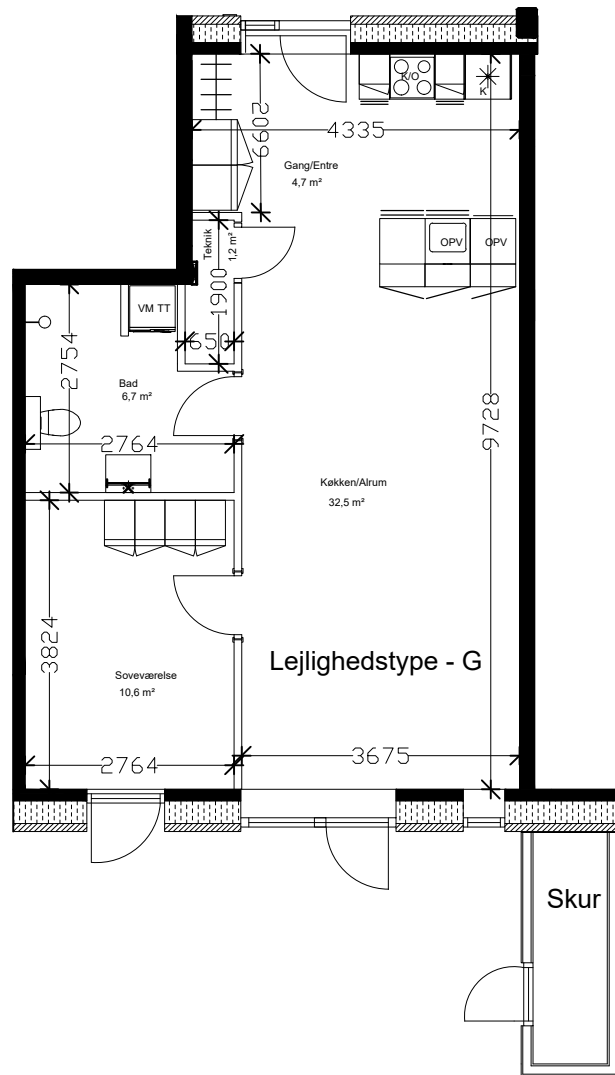 K/O
K
2099
4335
Gang/Entre
4,7 m²
Teknik
1,2 m²
OPV
OPV
1900
VM TT
650
2754
Bad
6,7 m²
9728
2764
Køkken/Alrum
32,5 m²
3824
Lejlighedstype - G
Soveværelse
10,6 m²
2764
3675
Skur